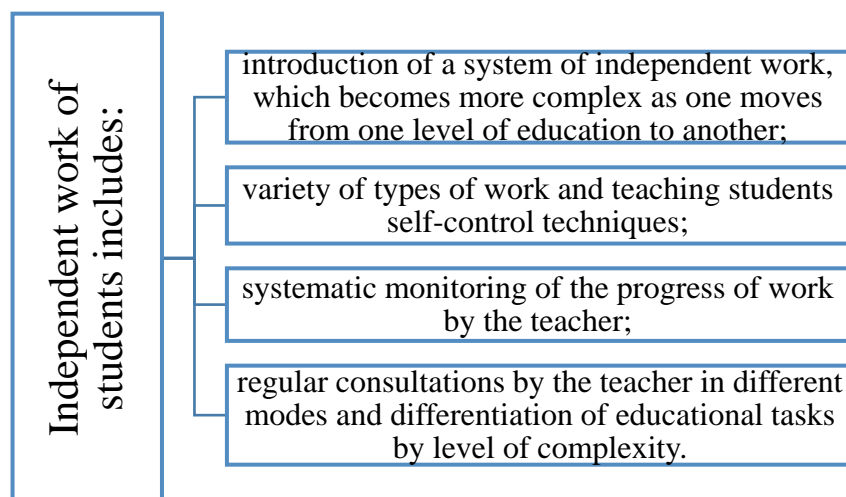 Independent work of
students includes:
introduction of a system of independent work,
which becomes more complex as one moves
from one level of education to another;
variety of types of work and teaching students
self-control techniques;
systematic monitoring of the progress of work
by the teacher;
regular consultations by the teacher in different
modes and differentiation of educational tasks
by level of complexity.